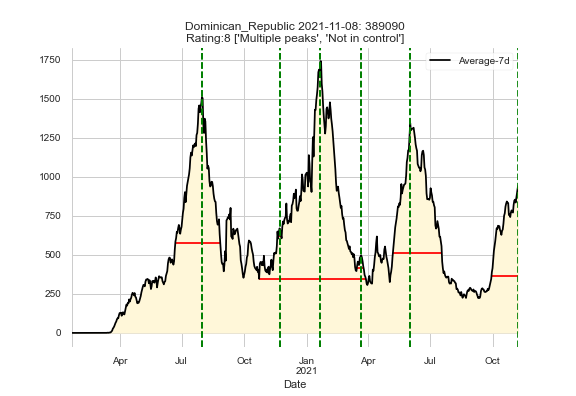 Dominican_Republic 2021-11-08: 389090
Rating:8 ['Multiple peaks', 'Not in control']
Average-7d
1750
1500
1250
1000
750
500
250
0
Apr Jul Oct Jan Apr Jul Oct
2021
Date